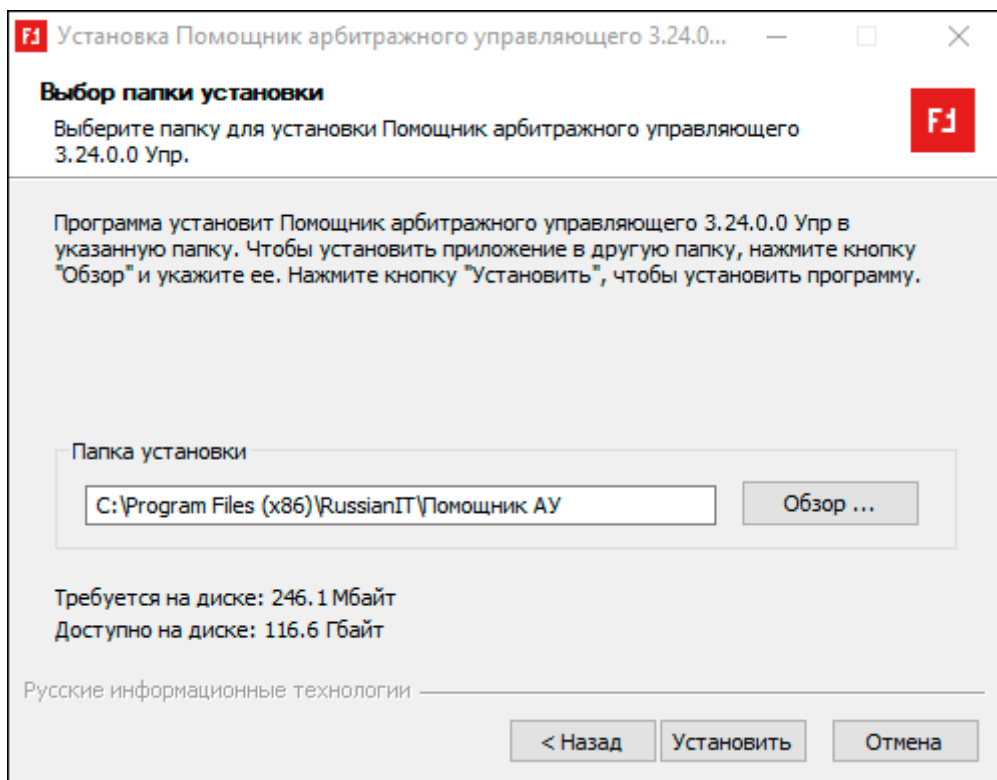 Установка Помощник арбитражного управляющего 3.24.0...
Выбор папки установки
Выберите папку для установки Помощник арбитражного управляющего
3.24.0.0 Упр.
Программа установит Помощник арбитражного управляющего 3.24.0.0 Упр в
указанную папку. Чтобы установить приложение в другую папку, нажмите кнопку
"Обзор" и укажите ее. Нажмите кнопку "Установить", чтобы установить программу.
Папка установки
C:\Program Files (x86)\RussianIT\Помощник АУ
Обзор ...
Требуется на диске: 246.1 Мбайт
Доступно на диске: 116.6 Гбайт
Русские информационные технологии
< Назад
Установить
Отмена